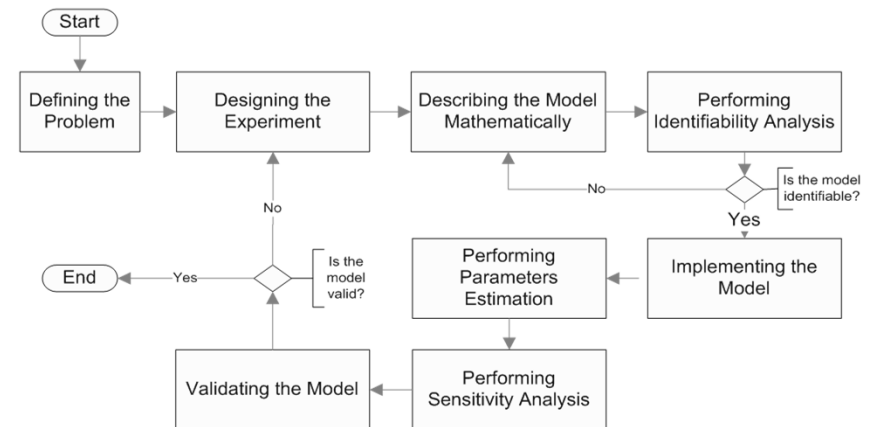 Start
Defining the
Problem
Designing the
Experiment
Describing the Model
Mathematically
Performing
Identifiability Analysis
Is the model
identifiable?
No
Yes
Implementing the
Model
Performing
Parameters
Estimation
Performing
Sensitivity Analysis
Validating the Model
Is the
model
valid?
No
Yes
End